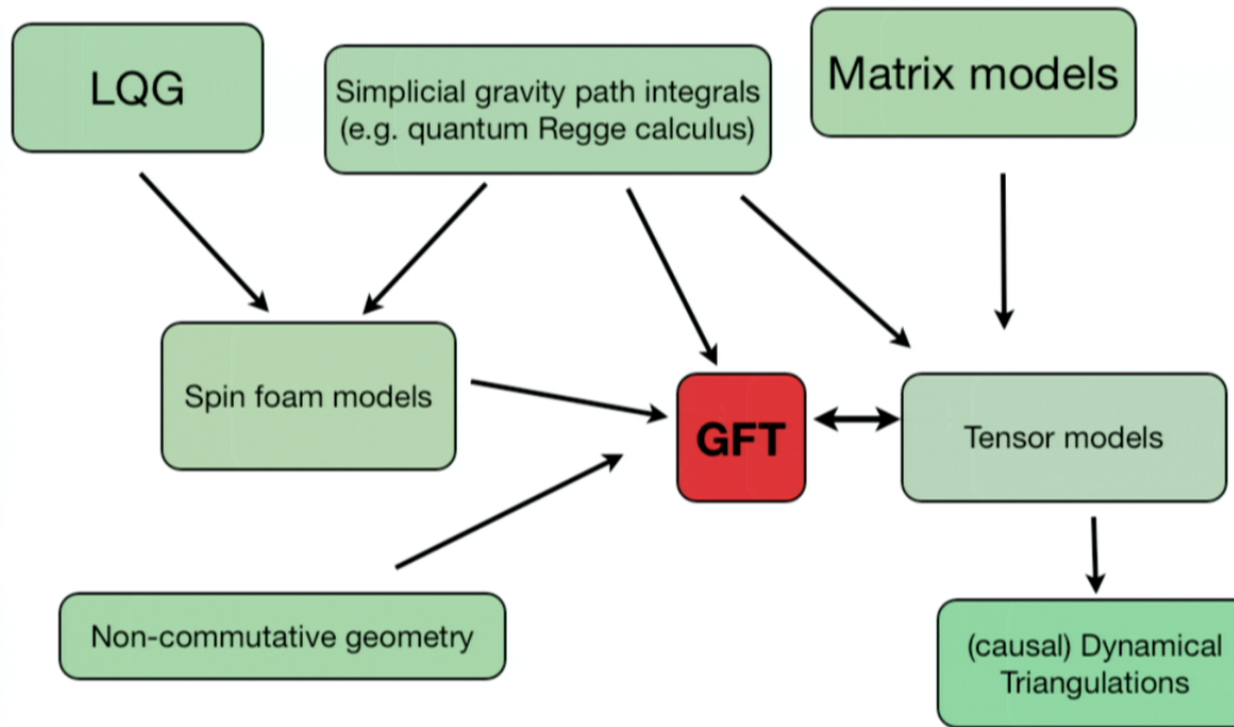 LQG
Simplicial gravity path integrals
(e.g. quantum Regge calculus)
Matrix models
Spin foam models
GFT
Tensor models
Non-commutative geometry
(causal) Dynamical
Triangulations